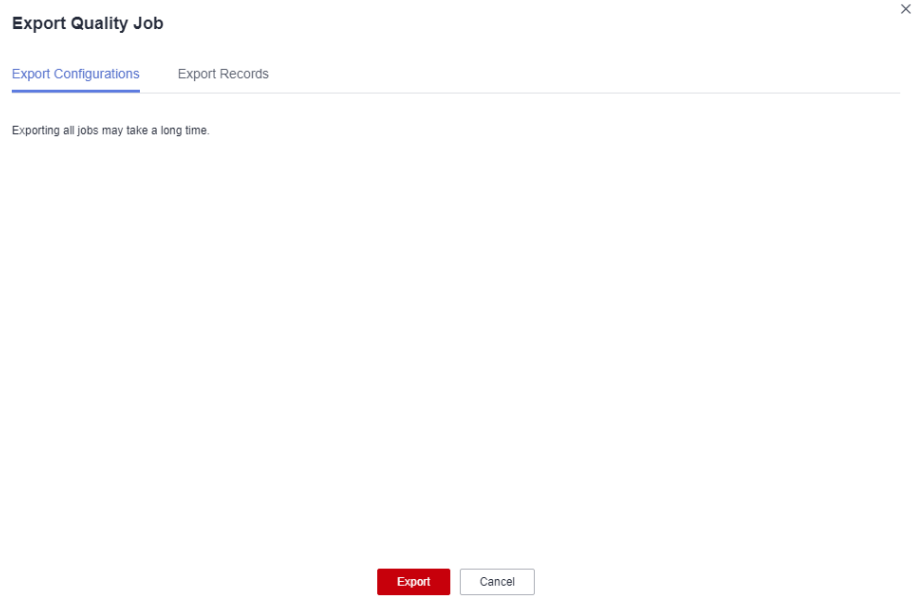 Export Quality Job
Export Configurations Export Records
Exporting all jobs may take a long time.
Export Cancel